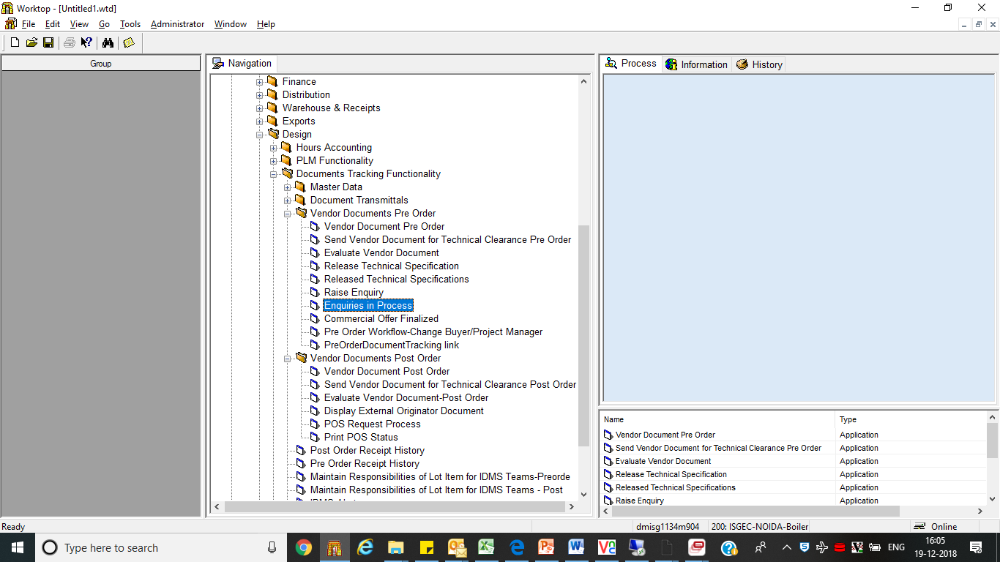 Worktop - [Untitled1.wtd]
File Edit View Go Tools Administrator Window Help
Group
Navigation
Finance
Distribution
Warehouse & Receipts
Exports
Design
Hours Accounting
PLM Functionality
Documents Tracking Functionality
Master Data
Document Transmittals
Vendor Documents Pre Order
Vendor Document Pre Order
Send Vendor Document for Technical Clearance Pre Order
Evaluate Vendor Document
Release Technical Specification
Released Technical Specifications
Raise Enquiry
Enquiries in Process
Commercial Offer Finalized
Pre Order Workflow-Change Buyer/Project Manager
PreOrderDocumentTracking link
Vendor Documents Post Order
Vendor Document Post Order
Send Vendor Document for Technical Clearance Post Order
Evaluate Vendor Document-Post Order
Display External Originator Document
POS Request Process
Print POS Status
Post Order Receipt History
Pre Order Receipt History
Maintain Responsibilities of Lot Item for IDMS Teams-Preorde
Maintain Responsibilities of Lot Item for IDMS Teams - Post
Process Information History
Name Type
Vendor Document Pre Order Application
Send Vendor Document for Technical Clearance Pre Order Application
Evaluate Vendor Document Application
Release Technical Specification Application
Released Technical Specifications Application
Raise Enquiry Application
Ready dmisg1134m904 200: ISGEC-NOIDA-Boiler Online
Type here to search ENG 16:05
19-12-2018